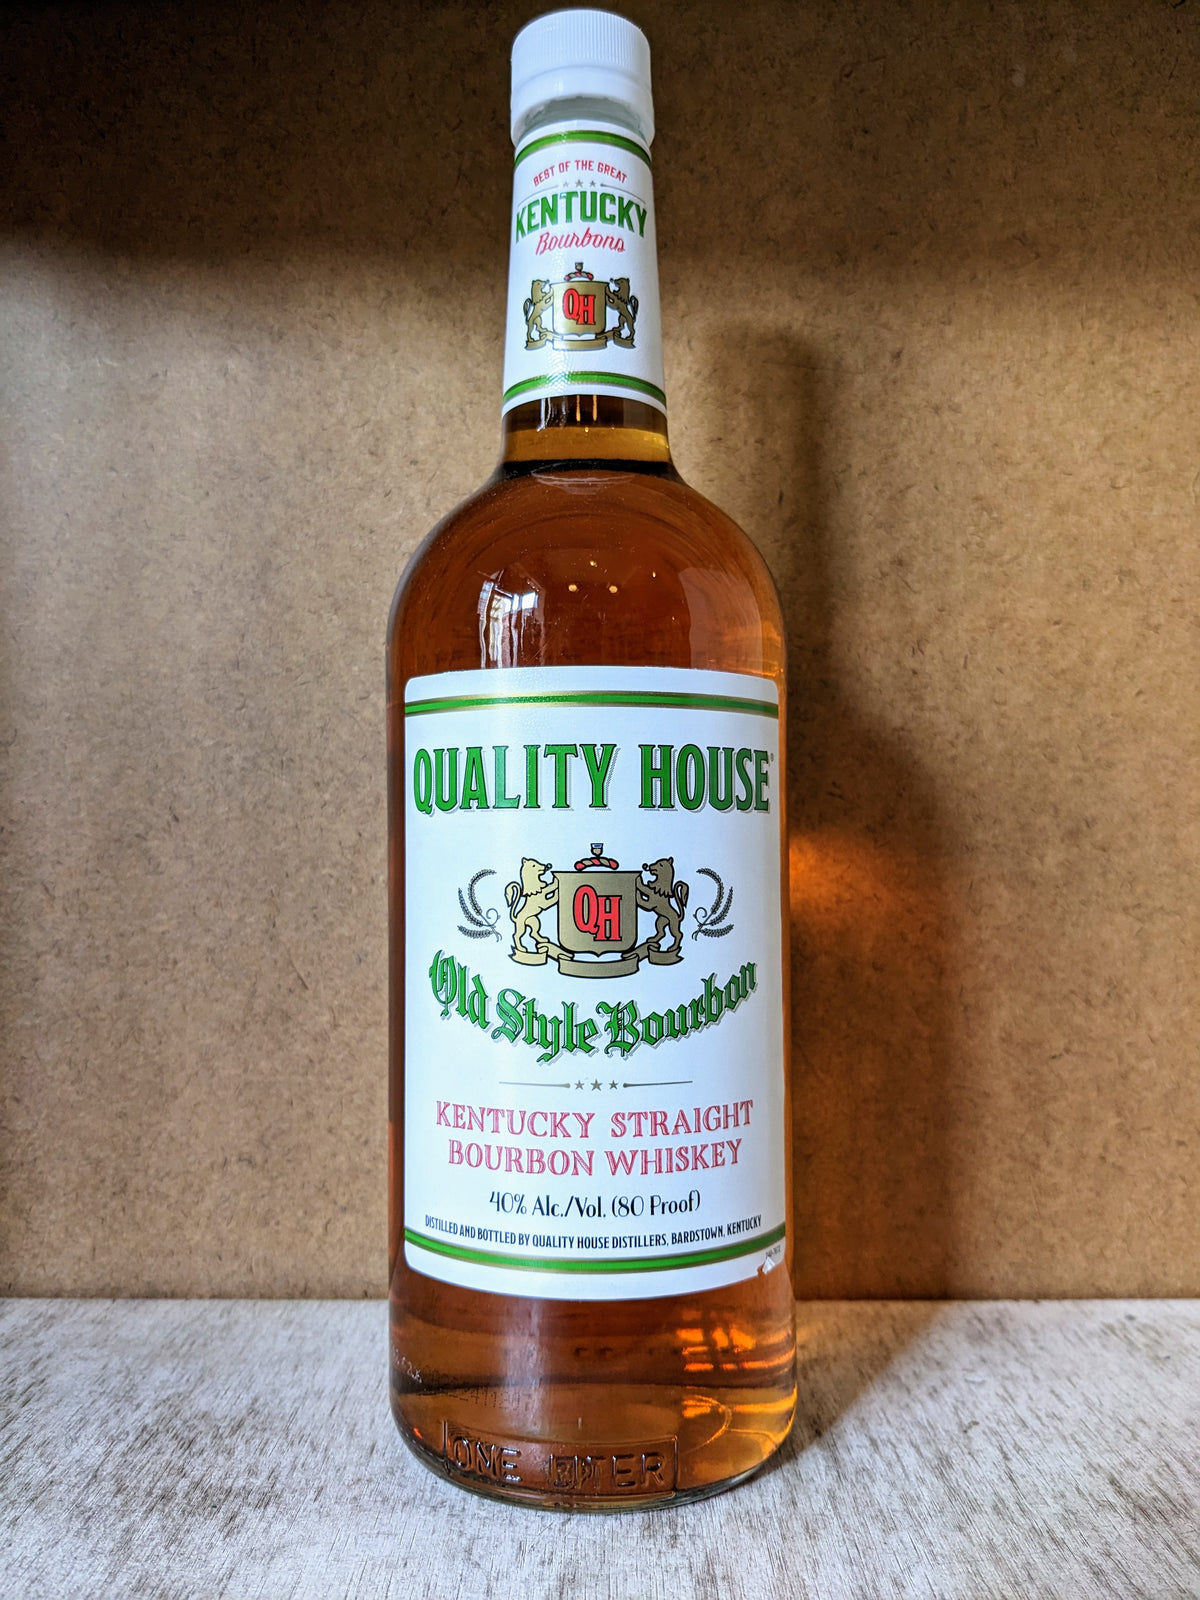 BEST OF THE GREAT
KENTUCKY
Bourbons
QH
QUALITY HOUSE®
QH
Old Style Bourbon
KENTUCKY STRAIGHT
BOURBON WHISKEY
40% Alc./Vol. (80 Proof)
DISTILLED AND BOTTLED BY QUALITY HOUSE DISTILLERS, BARDSTOWN, KENTUCKY
ONE LITER